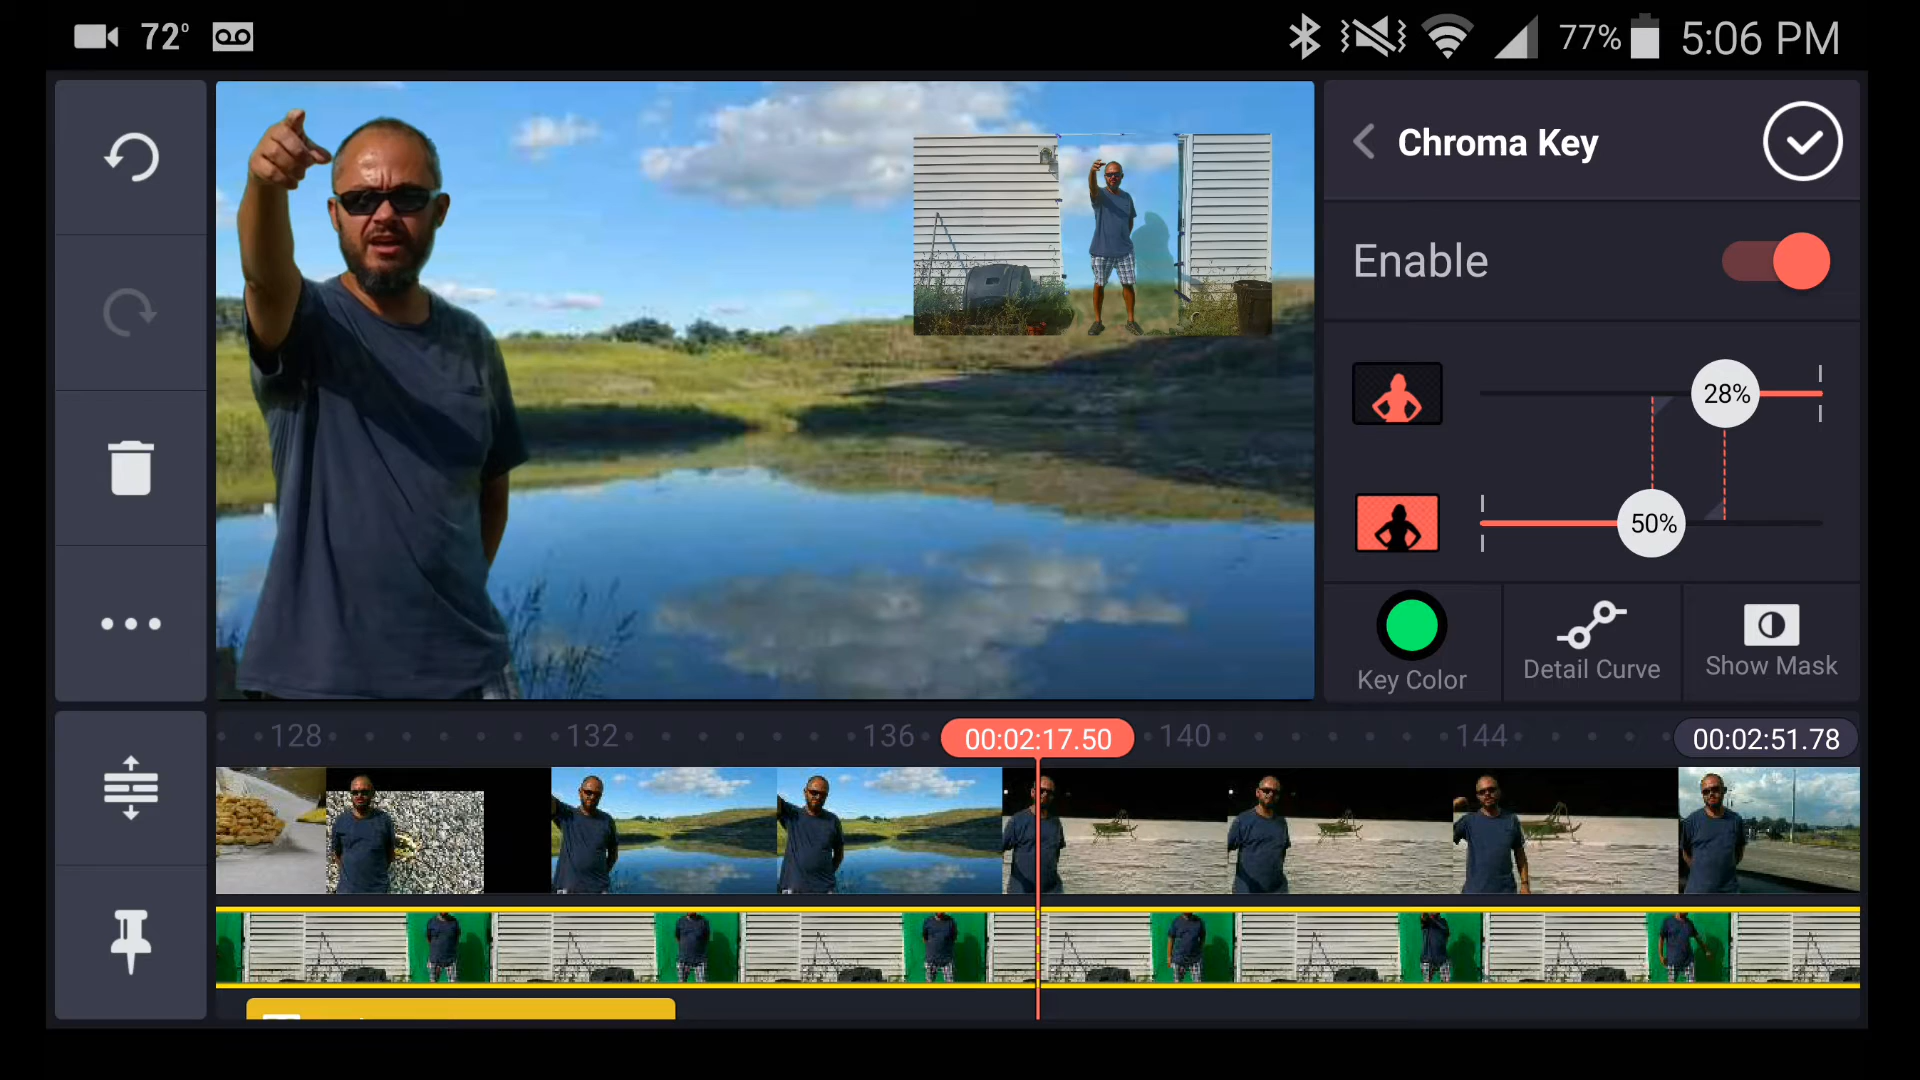 72° 77% 5:06 PM
Chroma Key
Enable
28%
50%
Key Color Detail Curve Show Mask
128 132 136 00:02:17.50 140 144 00:02:51.78